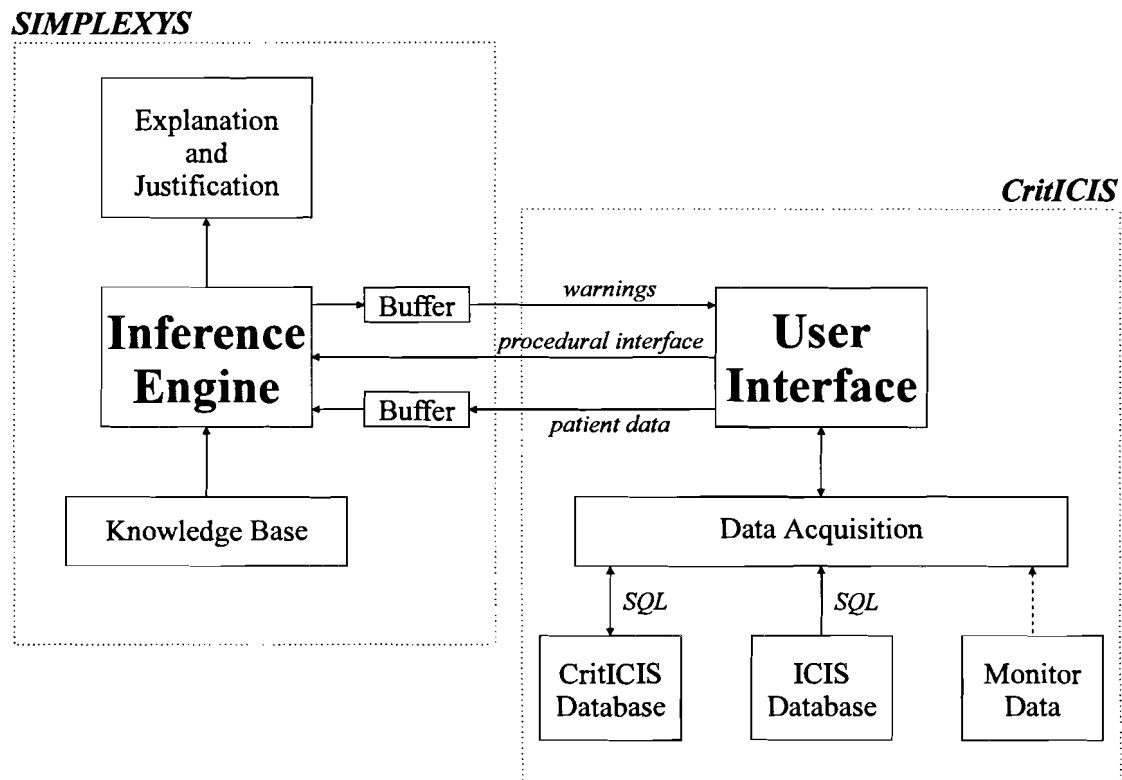 SIMPLEXYS
Explanation
and
Justification
CritICIS
Buffer
warnings
Inference
Engine
procedural interface
User
Interface
Buffer
patient data
Knowledge Base
Data Acquisition
SQL
SQL
CritICIS
Database
ICIS
Database
Monitor
Data